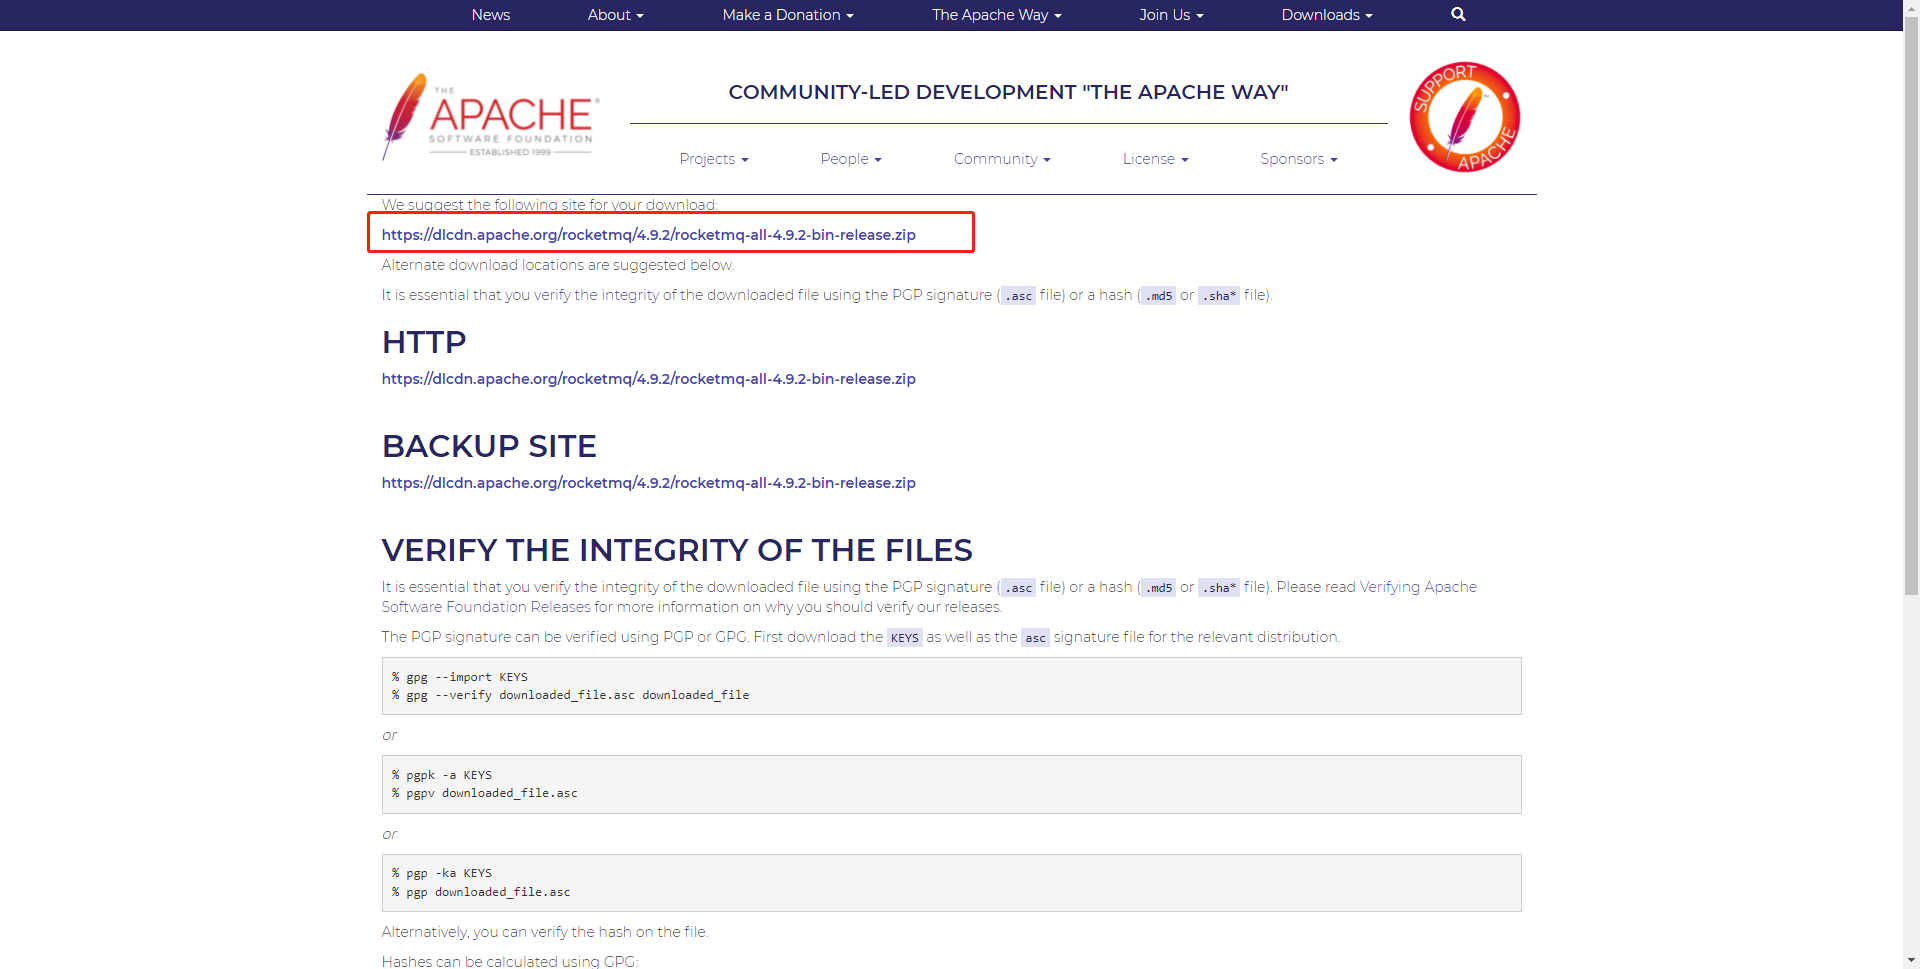 News About Make a Donation The Apache Way Join Us Downloads
THE
APACHE®
SOFTWARE FOUNDATION
ESTABLISHED 1999
COMMUNITY-LED DEVELOPMENT "THE APACHE WAY"
SUPPORT
APACHE
Projects People Community License Sponsors
We suggest the following site for your download:
https://dlcdn.apache.org/rocketmq/4.9.2/rocketmq-all-4.9.2-bin-release.zip
Alternate download locations are suggested below.
It is essential that you verify the integrity of the downloaded file using the PGP signature ( .asc file) or a hash ( .md5 or .sha* file).
HTTP
https://dlcdn.apache.org/rocketmq/4.9.2/rocketmq-all-4.9.2-bin-release.zip
BACKUP SITE
https://dlcdn.apache.org/rocketmq/4.9.2/rocketmq-all-4.9.2-bin-release.zip
VERIFY THE INTEGRITY OF THE FILES
It is essential that you verify the integrity of the downloaded file using the PGP signature ( .asc file) or a hash ( .md5 or .sha* file). Please read Verifying Apache
Software Foundation Releases for more information on why you should verify our releases.
The PGP signature can be verified using PGP or GPG. First download the KEYS as well as the asc signature file for the relevant distribution.
% gpg --import KEYS
% gpg --verify downloaded_file.asc downloaded_file
or
% pgpk -a KEYS
% pgpv downloaded_file.asc
or
% pgp -ka KEYS
% pgp downloaded_file.asc
Alternatively, you can verify the hash on the file.
Hashes can be calculated using GPG: